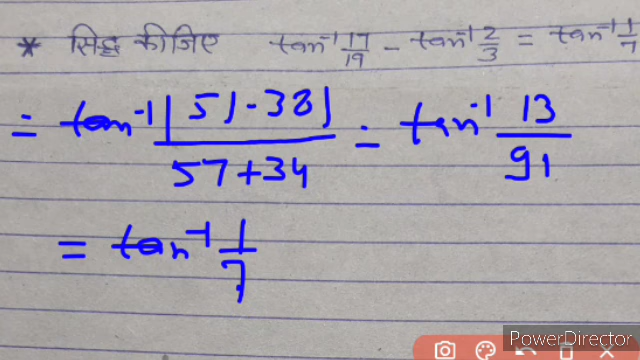 * सिद्ध कीजिए tan⁻¹ 17/19 - tan⁻¹ 2/3 = tan⁻¹ 1/7
= tan⁻¹ | 51-38 | / 57+34 = tan⁻¹ 13/91
= tan⁻¹ 1/7
PowerDirector